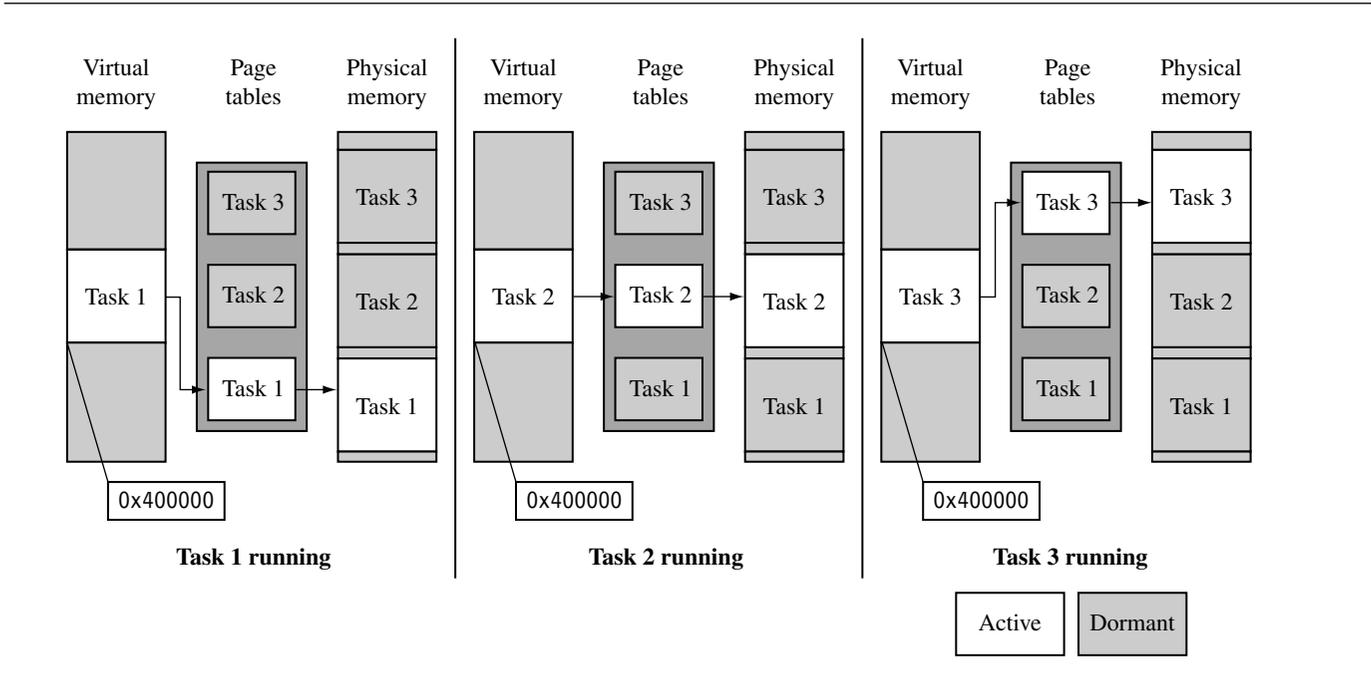 Virtual
memory
Page
tables
Physical
memory
Task 3
Task 3
Task 1
Task 2
Task 2
Task 1
Task 1
0x400000
Task 1 running
Virtual
memory
Page
tables
Physical
memory
Task 3
Task 3
Task 2
Task 2
Task 2
Task 1
Task 1
0x400000
Task 2 running
Virtual
memory
Page
tables
Physical
memory
Task 3
Task 3
Task 3
Task 2
Task 2
Task 1
Task 1
0x400000
Task 3 running
Active
Dormant